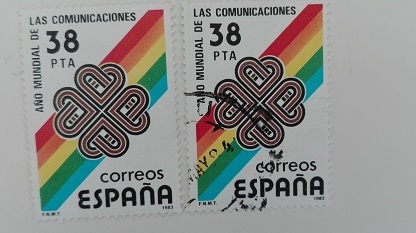 AÑO MUNDIAL DE LAS COMUNICACIONES
38
PTA
correos
ESPAÑA
F.N.M.T.
1983
AÑO MUNDIAL DE LAS COMUNICACIONES
38
PTA
correos
ESPAÑA
F.N.M.T.
1983
MAYO